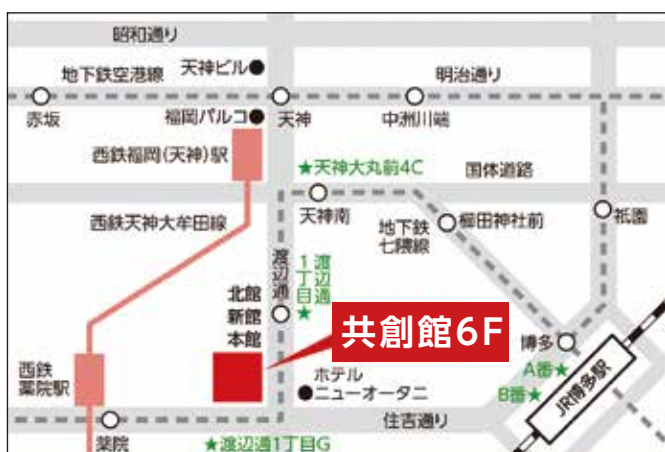 昭和通り
地下鉄空港線
天神ビル●
明治通り
赤坂
福岡パルコ●
天神
中洲川端
西鉄福岡(天神)駅
★天神大丸前4C
国体道路
西鉄天神大牟田線
天神南
地下鉄
七隈線
櫛田神社前
祇園
渡辺通
渡辺通
1丁目
★
北館
新館
本館
共創館6F
博多
A番★
B番★
JR博多駅
西鉄
薬院駅
ホテル
●ニューオータニ
住吉通り
薬院
★渡辺通1丁目G